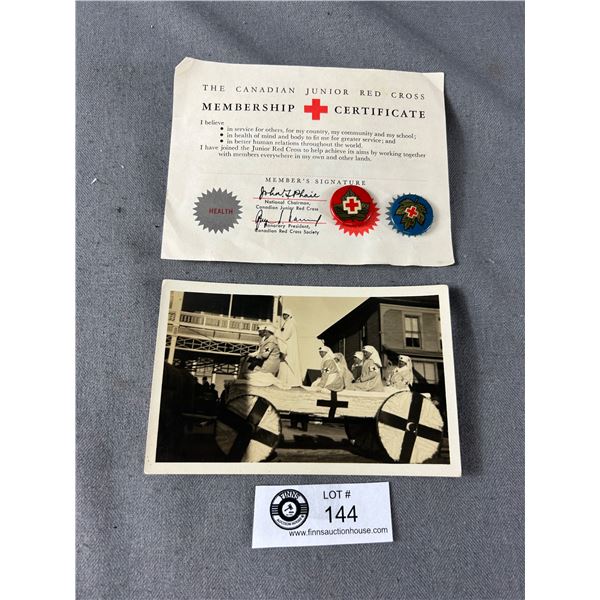 THE CANADIAN JUNIOR RED CROSS
MEMBERSHIP CERTIFICATE
I believe
• in service for others, for my country, my community and my school;
• in health of mind and body to fit me for greater service; and
• in better human relations throughout the world.
I have joined the Junior Red Cross to help achieve its aims by working together
with members everywhere in my own and other lands.
MEMBER'S SIGNATURE
National Chairman,
Canadian Junior Red Cross
Honorary President,
Canadian Red Cross Society
HEALTH
FINNS
AUCTION HOUSE
LOT #
144
www.finnsauctionhouse.com